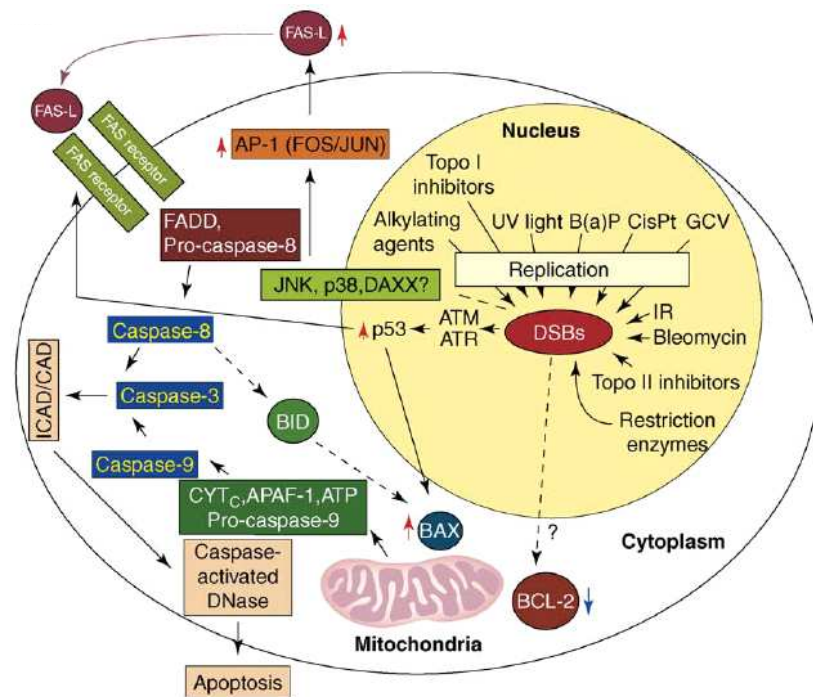 FAS-L
FAS-L
FAS receptor
FAS receptor
AP-1 (FOS/JUN)
FADD,
Pro-caspase-8
JNK, p38,DAXX?
Nucleus
Topo I
inhibitors
Alkylating
agents
UV light
B(a)P
CisPt
GCV
Replication
DSBs
ATM
ATR
p53
IR
Bleomycin
Topo II inhibitors
Restriction
enzymes
Caspase-8
Caspase-3
Caspase-9
ICAD/CAD
BID
CYTC,APAF-1,ATP
Pro-caspase-9
BAX
?
BCL-2
Cytoplasm
Mitochondria
Caspase-
activated
DNase
Apoptosis